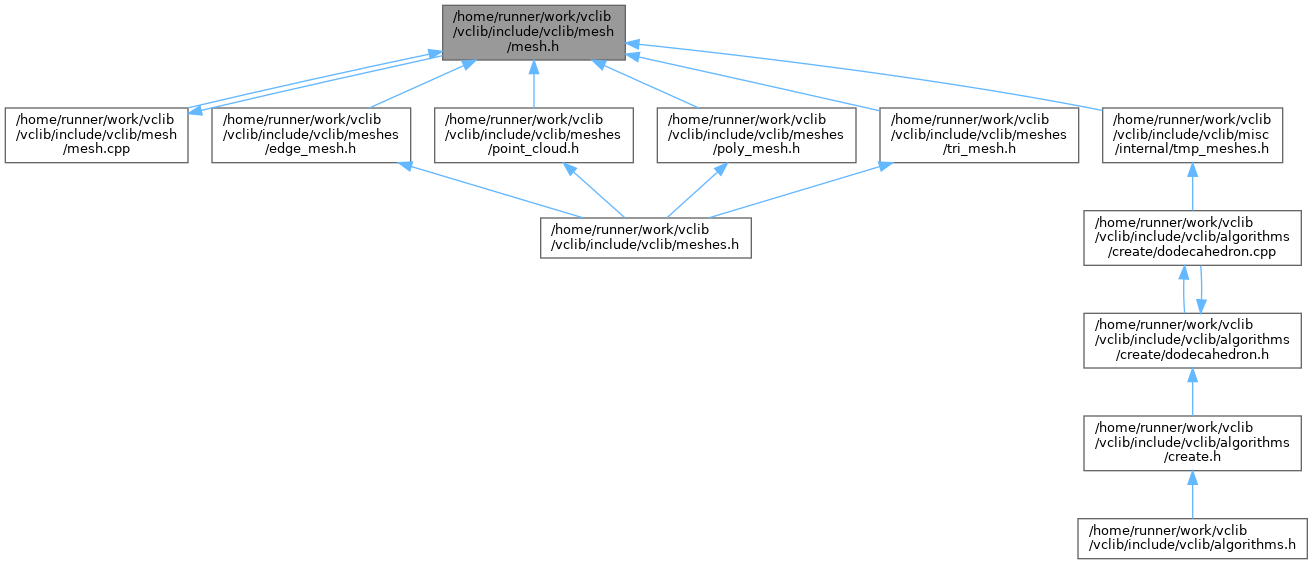 /home/runner/work/vclib
/vclib/include/vclib/mesh
/mesh.h
/home/runner/work/vclib
/vclib/include/vclib/mesh
/mesh.cpp
/home/runner/work/vclib
/vclib/include/vclib/meshes
/edge_mesh.h
/home/runner/work/vclib
/vclib/include/vclib/meshes
/point_cloud.h
/home/runner/work/vclib
/vclib/include/vclib/meshes
/poly_mesh.h
/home/runner/work/vclib
/vclib/include/vclib/meshes
/tri_mesh.h
/home/runner/work/vclib
/vclib/include/vclib/misc
/internal/tmp_meshes.h
/home/runner/work/vclib
/vclib/include/vclib/meshes.h
/home/runner/work/vclib
/vclib/include/vclib/algorithms
/create/dodecahedron.cpp
/home/runner/work/vclib
/vclib/include/vclib/algorithms
/create/dodecahedron.h
/home/runner/work/vclib
/vclib/include/vclib/algorithms
/create.h
/home/runner/work/vclib
/vclib/include/vclib/algorithms.h